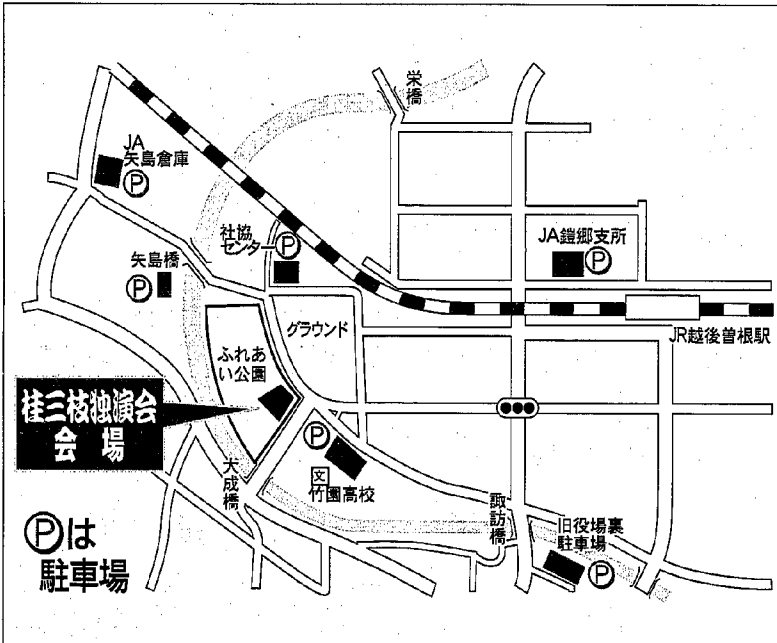 栄橋
JA
矢島倉庫
Ⓟ
社協
センター Ⓟ
JA鎧郷支所
Ⓟ
矢島橋
Ⓟ
グラウンド
JR越後曽根駅
ふれあ
い公園
桂三枝独演会
会場
Ⓟ
文
竹園高校
大成橋
諏訪橋
旧役場裏
駐車場
Ⓟ
Ⓟは
駐車場